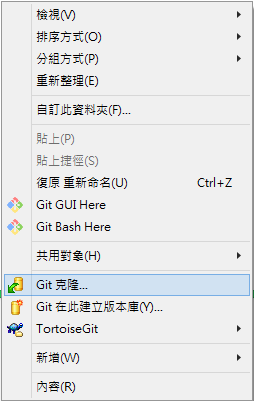 檢視(V)
排序方式(O)
分組方式(P)
重新整理(E)
自訂此資料夾(F)...
貼上(P)
貼上捷徑(S)
復原 重新命名(U) Ctrl+Z
Git GUI Here
Git Bash Here
共用對象(H)
Git 克隆...
Git 在此建立版本庫(Y)...
TortoiseGit
新增(W)
內容(R)